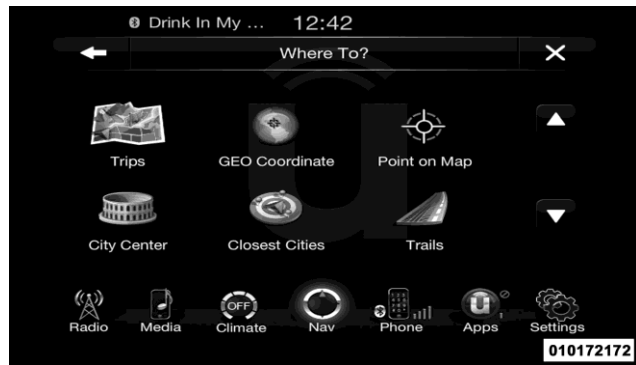 Drink In My ... 12:42
Where To?
Trips GEO Coordinate Point on Map
City Center Closest Cities Trails
OFF
Radio Media Climate Nav Phone Apps Settings
010172172